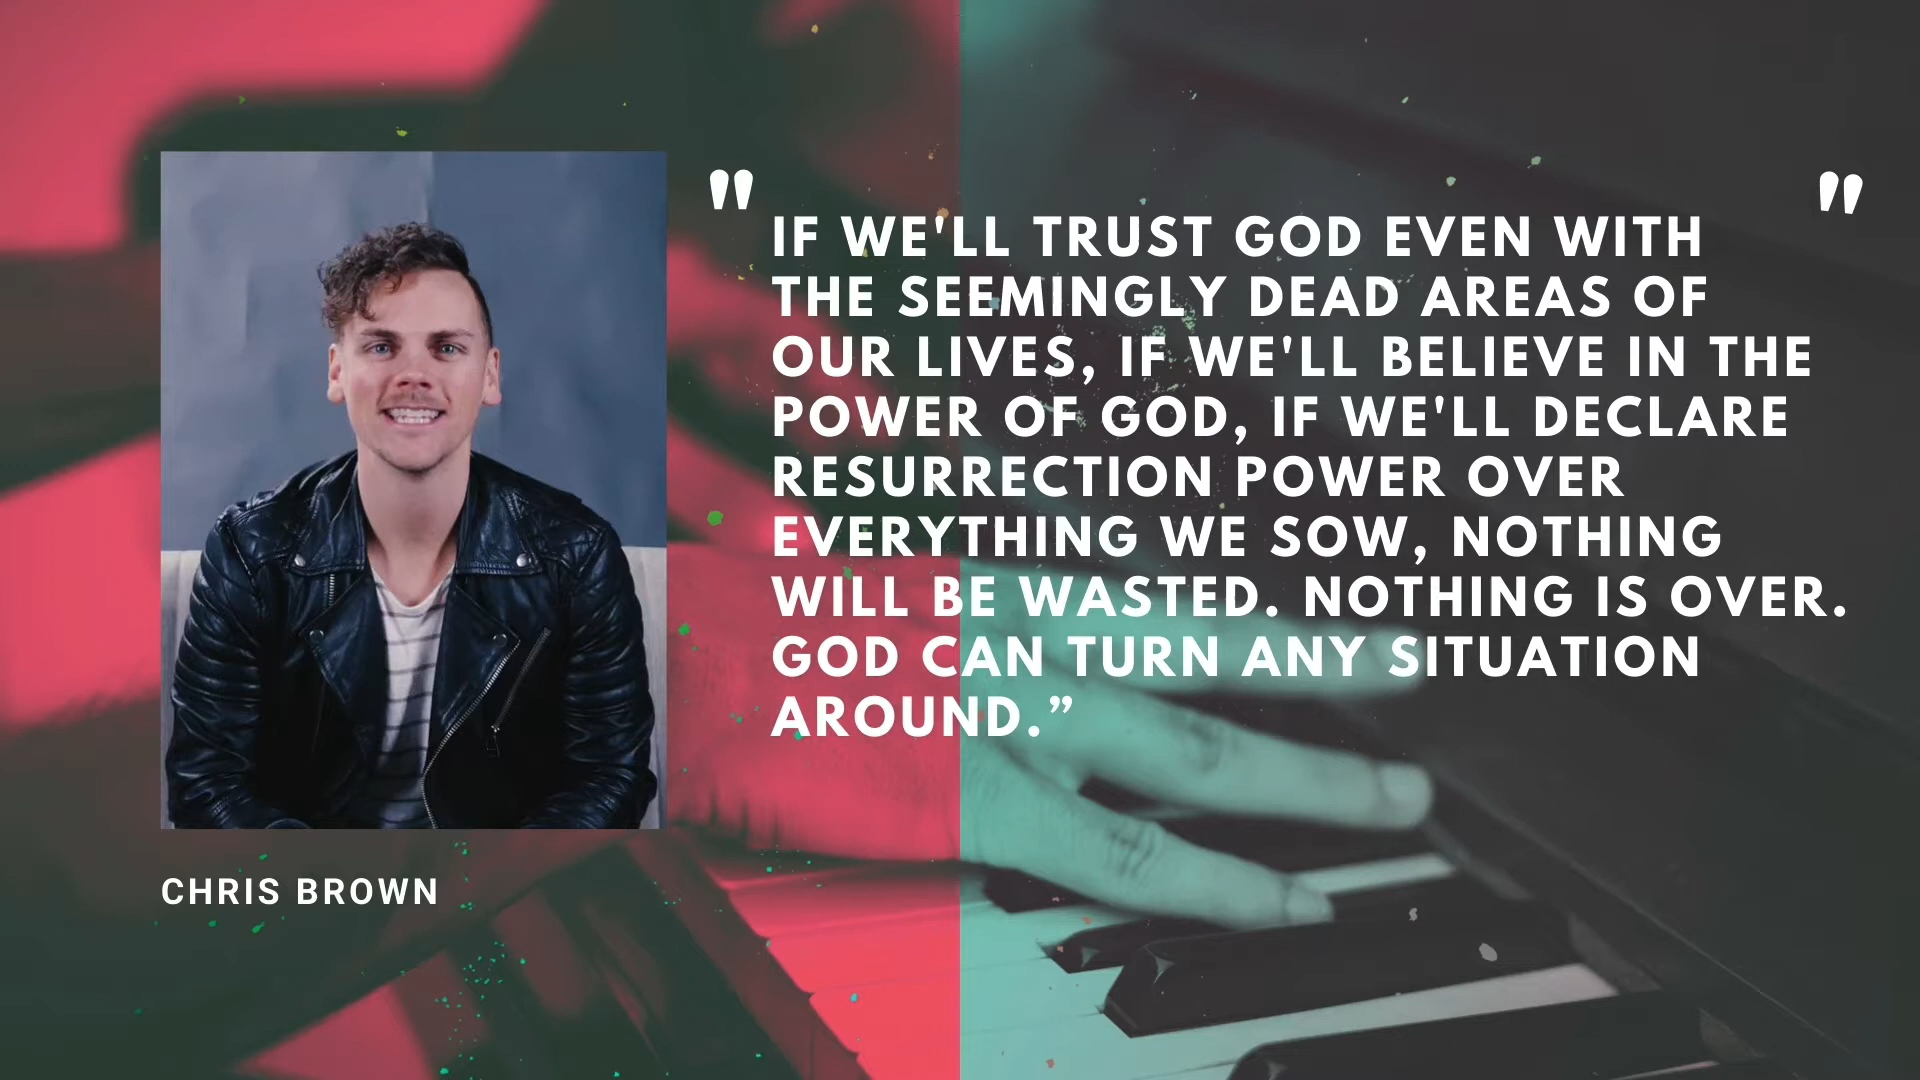 "
"
IF WE'LL TRUST GOD EVEN WITH
THE SEEMINGLY DEAD AREAS OF
OUR LIVES, IF WE'LL BELIEVE IN THE
POWER OF GOD, IF WE'LL DECLARE
RESURRECTION POWER OVER
EVERYTHING WE SOW, NOTHING
WILL BE WASTED. NOTHING IS OVER.
GOD CAN TURN ANY SITUATION
AROUND.”
CHRIS BROWN